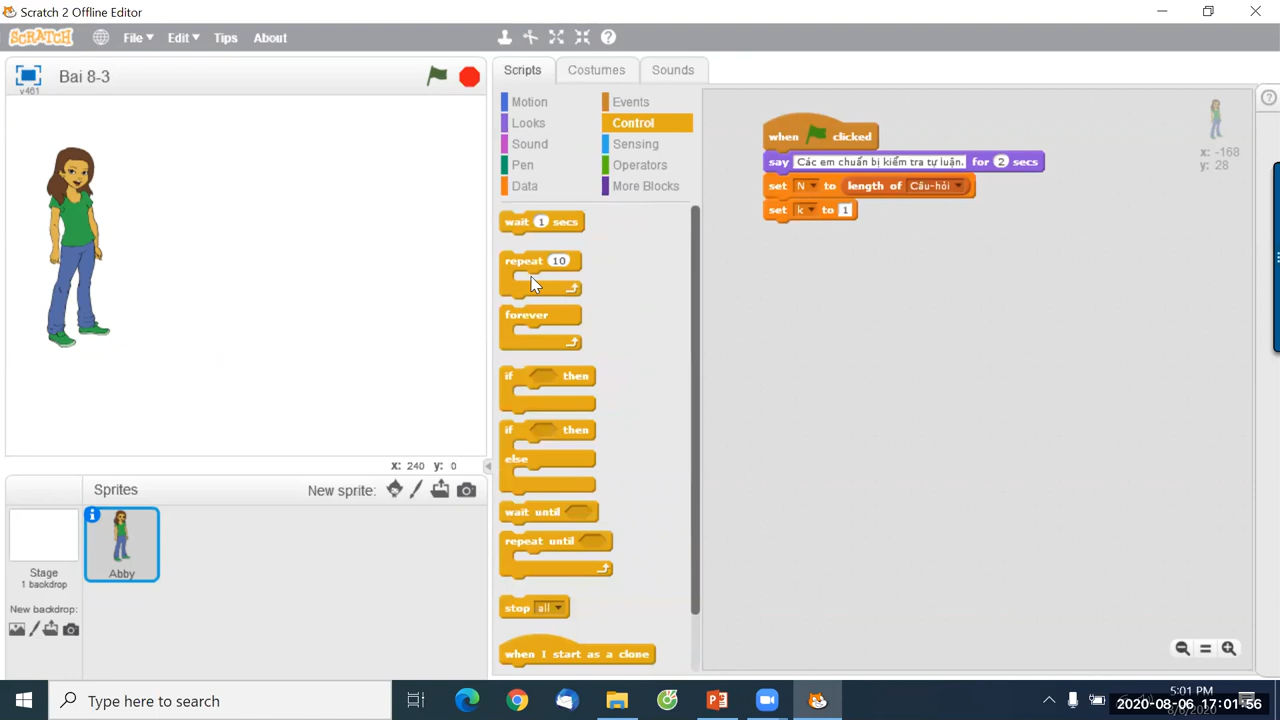 Scratch 2 Offline Editor
SCRATCH File Edit Tips About
v461 Bai 8-3
Scripts Costumes Sounds
Motion Events
Looks Control
Sound Sensing
Pen Operators
Data More Blocks
wait 1 secs
repeat 10
forever
if then
if then
else
wait until
repeat until
stop all
when I start as a clone
when clicked
say Các em chuẩn bị kiểm tra tự luận. for 2 secs
set N to length of Câu-hỏi
set k to 1
x: -168
y: 28
x: 240 y: 0
Sprites New sprite:
Stage
1 backdrop
New backdrop:
Abby
Type here to search
5:01 PM
2020-08-06 17:01:56